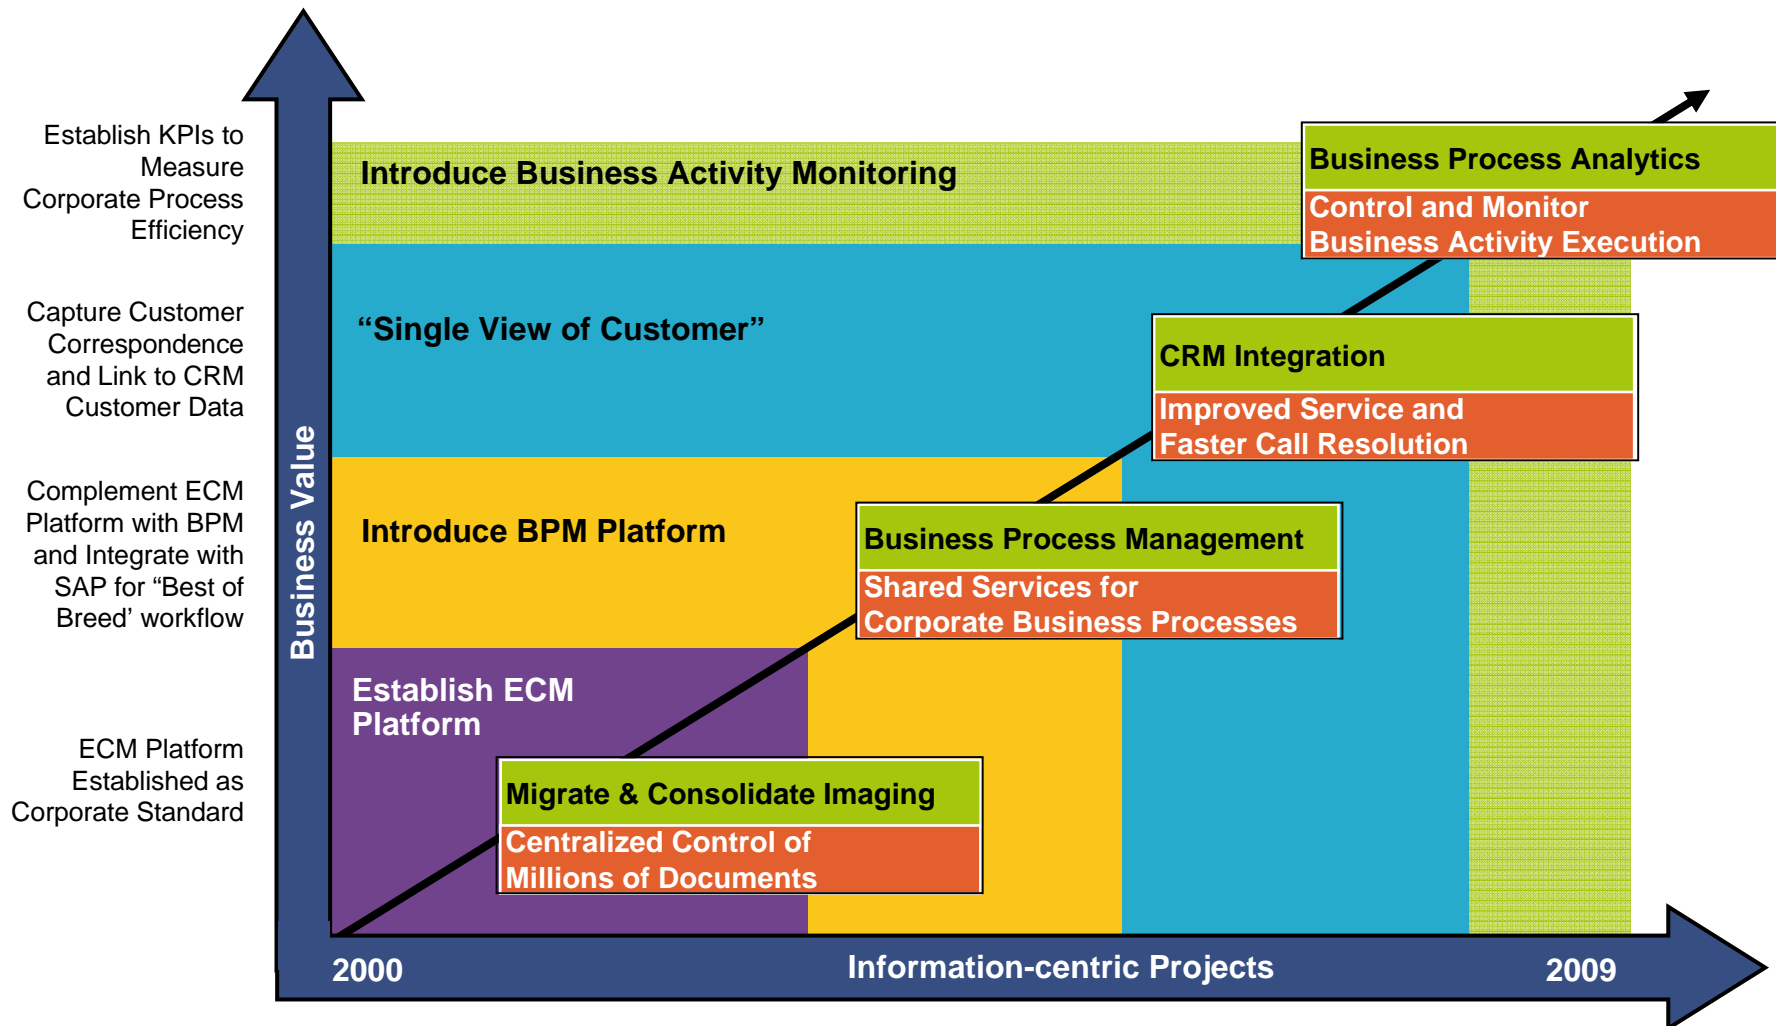 Establish KPIs to
Measure
Corporate Process
Efficiency
Capture Customer
Correspondence
and Link to CRM
Customer Data
Complement ECM
Platform with BPM
and Integrate with
SAP for “Best of
Breed’ workflow
ECM Platform
Established as
Corporate Standard
Business Value
Introduce Business Activity Monitoring
“Single View of Customer”
Introduce BPM Platform
Establish ECM
Platform
Business Process Analytics
Control and Monitor
Business Activity Execution
CRM Integration
Improved Service and
Faster Call Resolution
Business Process Management
Shared Services for
Corporate Business Processes
Migrate & Consolidate Imaging
Centralized Control of
Millions of Documents
2000
Information-centric Projects
2009